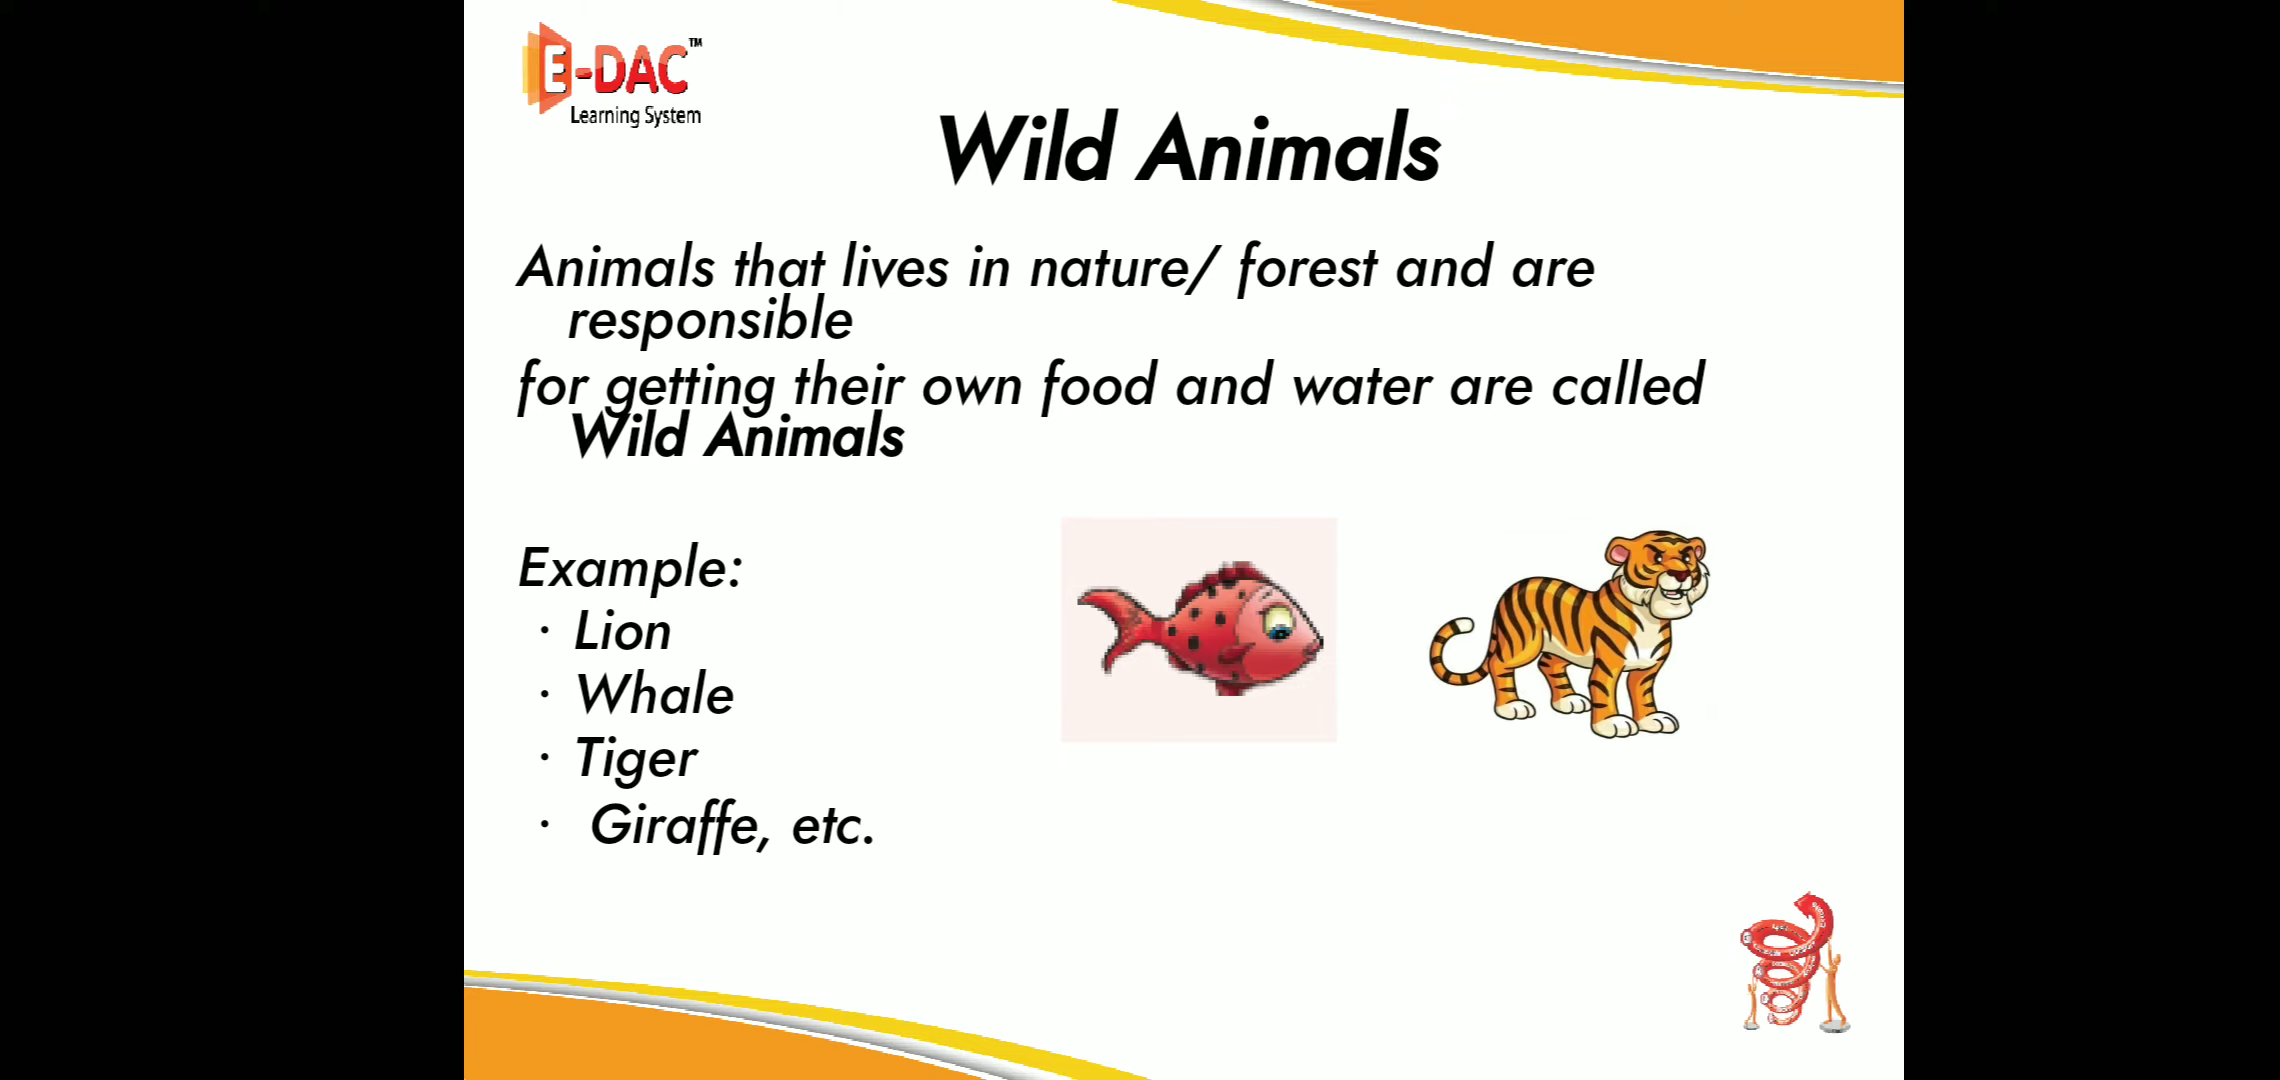 E-DAC™
Learning System
Wild Animals
Animals that lives in nature/ forest and are
responsible
for getting their own food and water are called
Wild Animals
Example:
· Lion
· Whale
· Tiger
· Giraffe, etc.